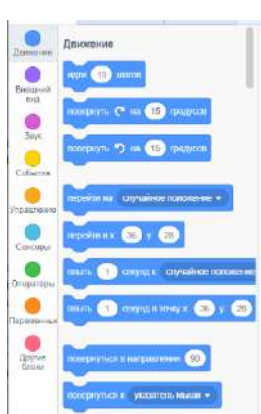 Движение
Движение
идти 10 шагов
Внешний
вид
повернуть на 15 градусов
Звук
повернуть на 15 градусов
События
Управление
перейти на случайное положение
Сенсоры
перейти в x 36 y 28
Операторы
плыть 1 секунд к случайное положение
Переменные
плыть 1 секунд в точку x 36 y 28
Другие
блоки
повернуться в направлении 90
повернуться к указатель мыши